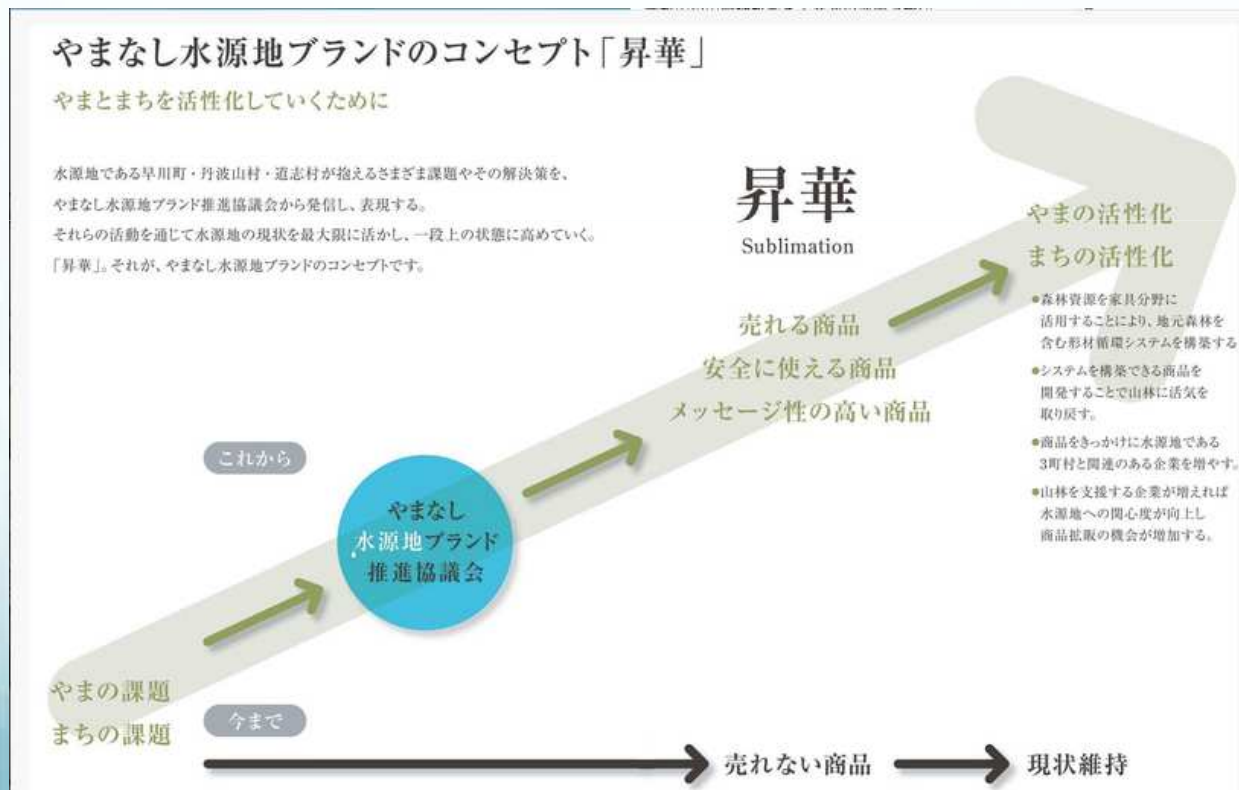 やまなし水源地ブランドのコンセプト「昇華」
やまとまちを活性化していくために
水源地である早川町・丹波山村・道志村が抱えるさまざま課題やその解決策を、
やまなし水源地ブランド推進協議会から発信し、表現する。
それらの活動を通じて水源地の現状を最大限に活かし、一段上の状態に高めていく。
「昇華」。それが、やまなし水源地ブランドのコンセプトです。
昇華
Sublimation
やまの活性化
まちの活性化
●森林資源を家具分野に
活用することにより、地元森林を
含む形材循環システムを構築する
●システムを構築できる商品を
開発することで山林に活気を
取り戻す。
●商品をきっかけに水源地である
3町村と関連のある企業を増やす。
●山林を支援する企業が増えれば
水源地への関心度が向上し
商品拡販の機会が増加する。
売れる商品
安全に使える商品
メッセージ性の高い商品
これから
やまなし
水源地ブランド
推進協議会
やまの課題
まちの課題
今まで
売れない商品
現状維持